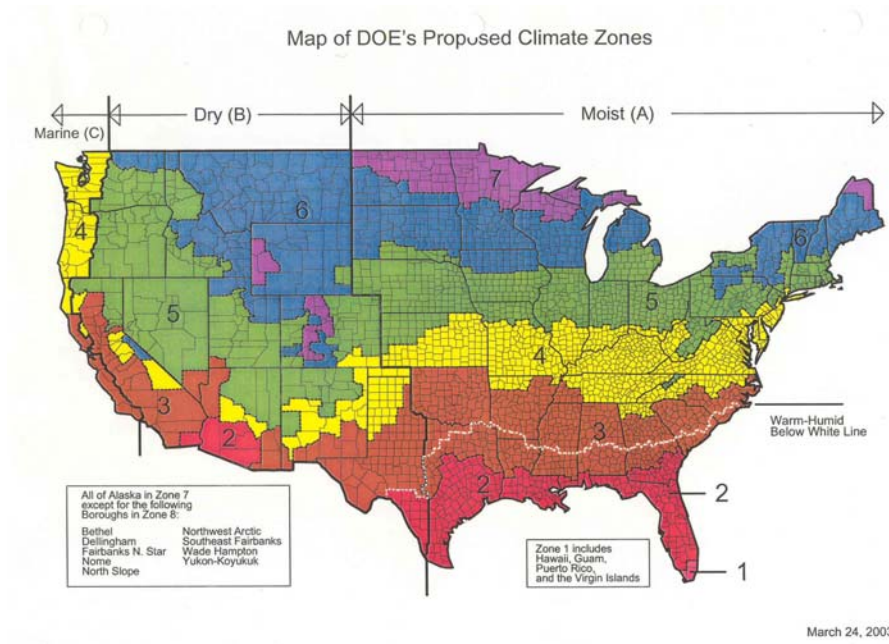 Map of DOE's Proposed Climate Zones
Marine (C)
Dry (B)
Moist (A)
7
6
6
4
5
5
4
3
3
2
2
Warm-Humid
Below White Line
2
1
All of Alaska in Zone 7
except for the following
Boroughs in Zone 8:
Bethel
Dellingham
Fairbanks N. Star
Nome
North Slope
Northwest Arctic
Southeast Fairbanks
Wade Hampton
Yukon-Koyukuk
Zone 1 includes
Hawaii, Guam,
Puerto Rico,
and the Virgin Islands
March 24, 2003